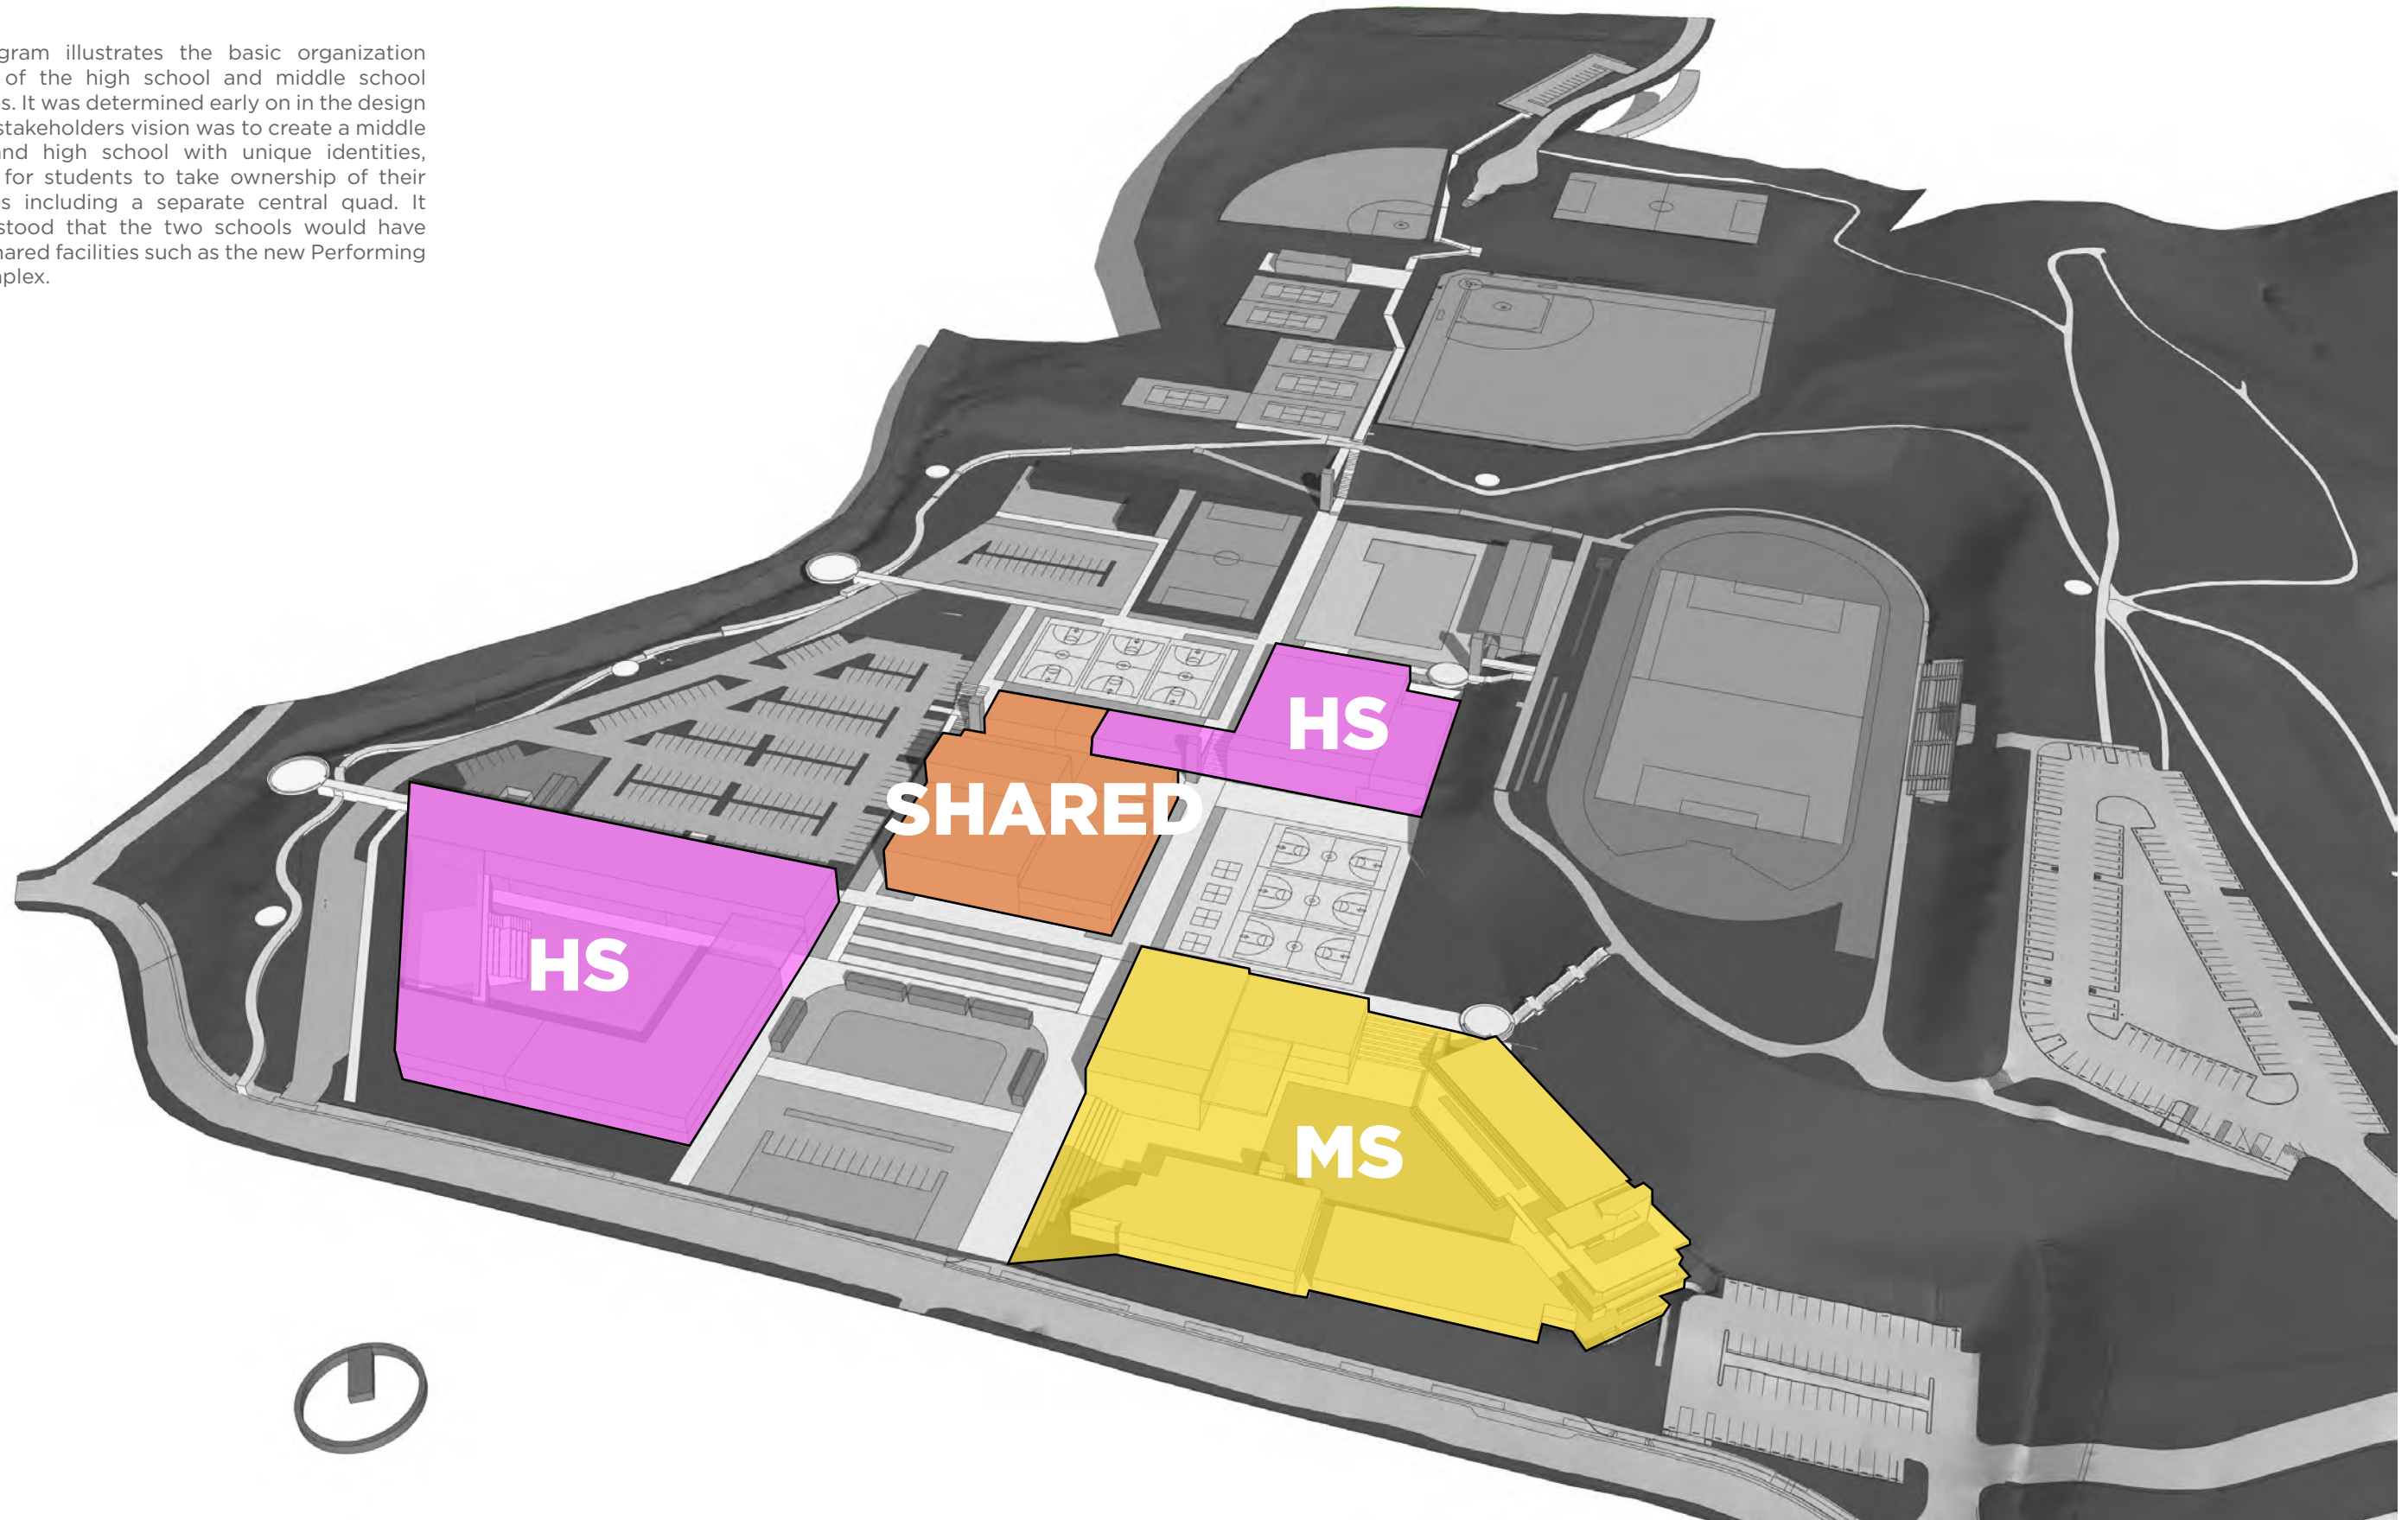 gram illustrates the basic organization
of the high school and middle school
s. It was determined early on in the design
stakeholders vision was to create a middle
nd high school with unique identities,
for students to take ownership of their
s including a separate central quad. It
stood that the two schools would have
hared facilities such as the new Performing
mplex.
HS
SHARED
HS
MS